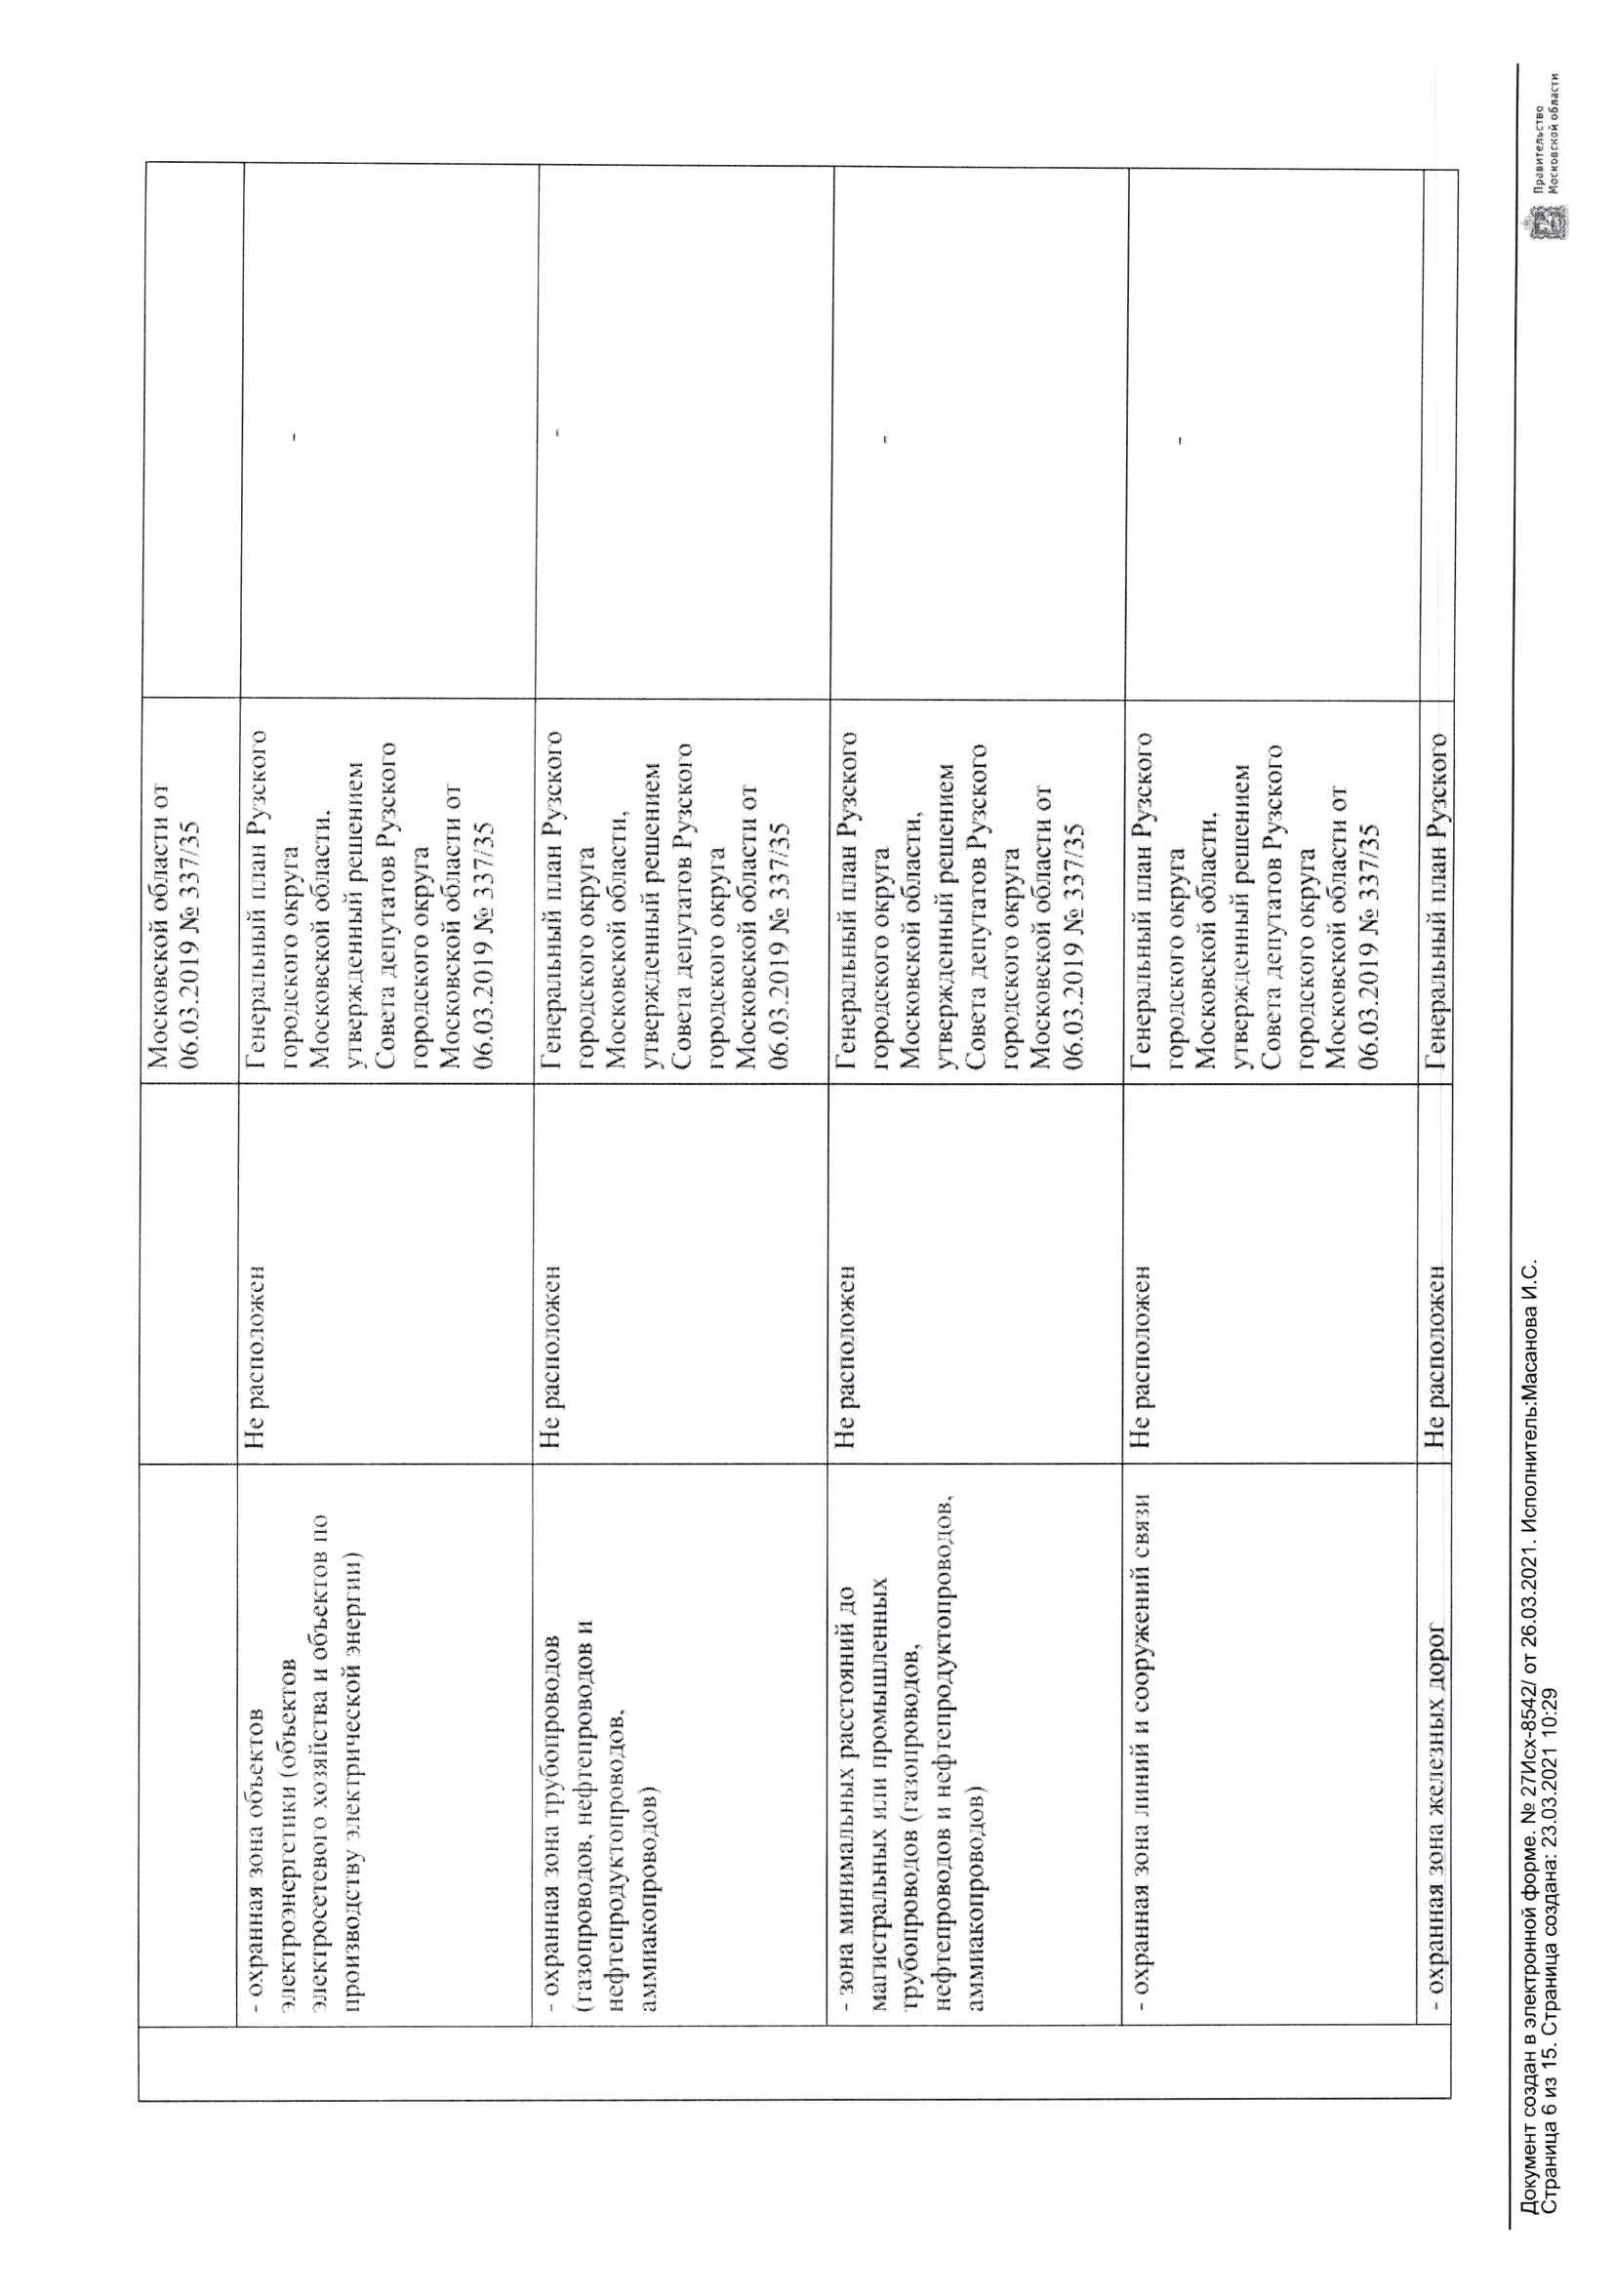 Московской области от
06.03.2019 № 337/35
- охранная зона объектов
электроэнергетики (объектов
электросетевого хозяйства и объектов по
производству электрической энергии)
Не расположен
Генеральный план Рузского
городского округа
Московской области,
утвержденный решением
Совета депутатов Рузского
городского округа
Московской области от
06.03.2019 № 337/35
-
- охранная зона трубопроводов
(газопроводов, нефтепроводов и
нефтепродуктопроводов,
аммиакопроводов)
Не расположен
Генеральный план Рузского
городского округа
Московской области,
утвержденный решением
Совета депутатов Рузского
городского округа
Московской области от
06.03.2019 № 337/35
-
- зона минимальных расстояний до
магистральных или промышленных
трубопроводов (газопроводов,
нефтепроводов и нефтепродуктопроводов,
аммиакопроводов)
Не расположен
Генеральный план Рузского
городского округа
Московской области,
утвержденный решением
Совета депутатов Рузского
городского округа
Московской области от
06.03.2019 № 337/35
-
- охранная зона линий и сооружений связи
Не расположен
Генеральный план Рузского
городского округа
Московской области,
утвержденный решением
Совета депутатов Рузского
городского округа
Московской области от
06.03.2019 № 337/35
-
- охранная зона железных дорог
Не расположен
Генеральный план Рузского
Документ создан в электронной форме. № 27Исх-8542/ от 26.03.2021. Исполнитель:Масанова И.С.
Страница 6 из 15. Страница создана: 23.03.2021 10:29
Правительство
Московской области